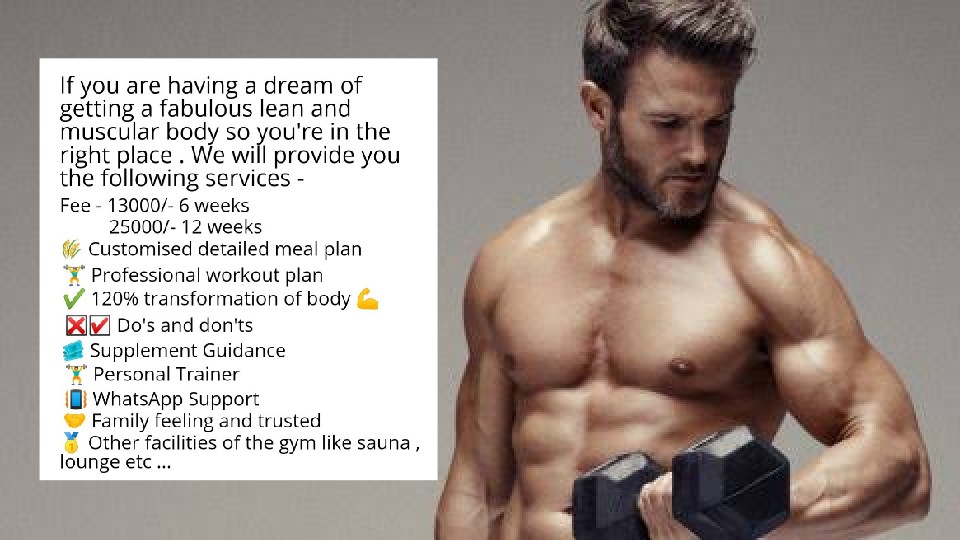 If you are having a dream of
getting a fabulous lean and
muscular body so you're in the
right place . We will provide you
the following services -
Fee - 13000/- 6 weeks
25000/- 12 weeks
🌾 Customised detailed meal plan
🏋️ Professional workout plan
✔️ 120% transformation of body 💪
❌✔️ Do's and don'ts
🎟️ Supplement Guidance
🏋️ Personal Trainer
📳 WhatsApp Support
🤝 Family feeling and trusted
🥇 Other facilities of the gym like sauna ,
lounge etc ...